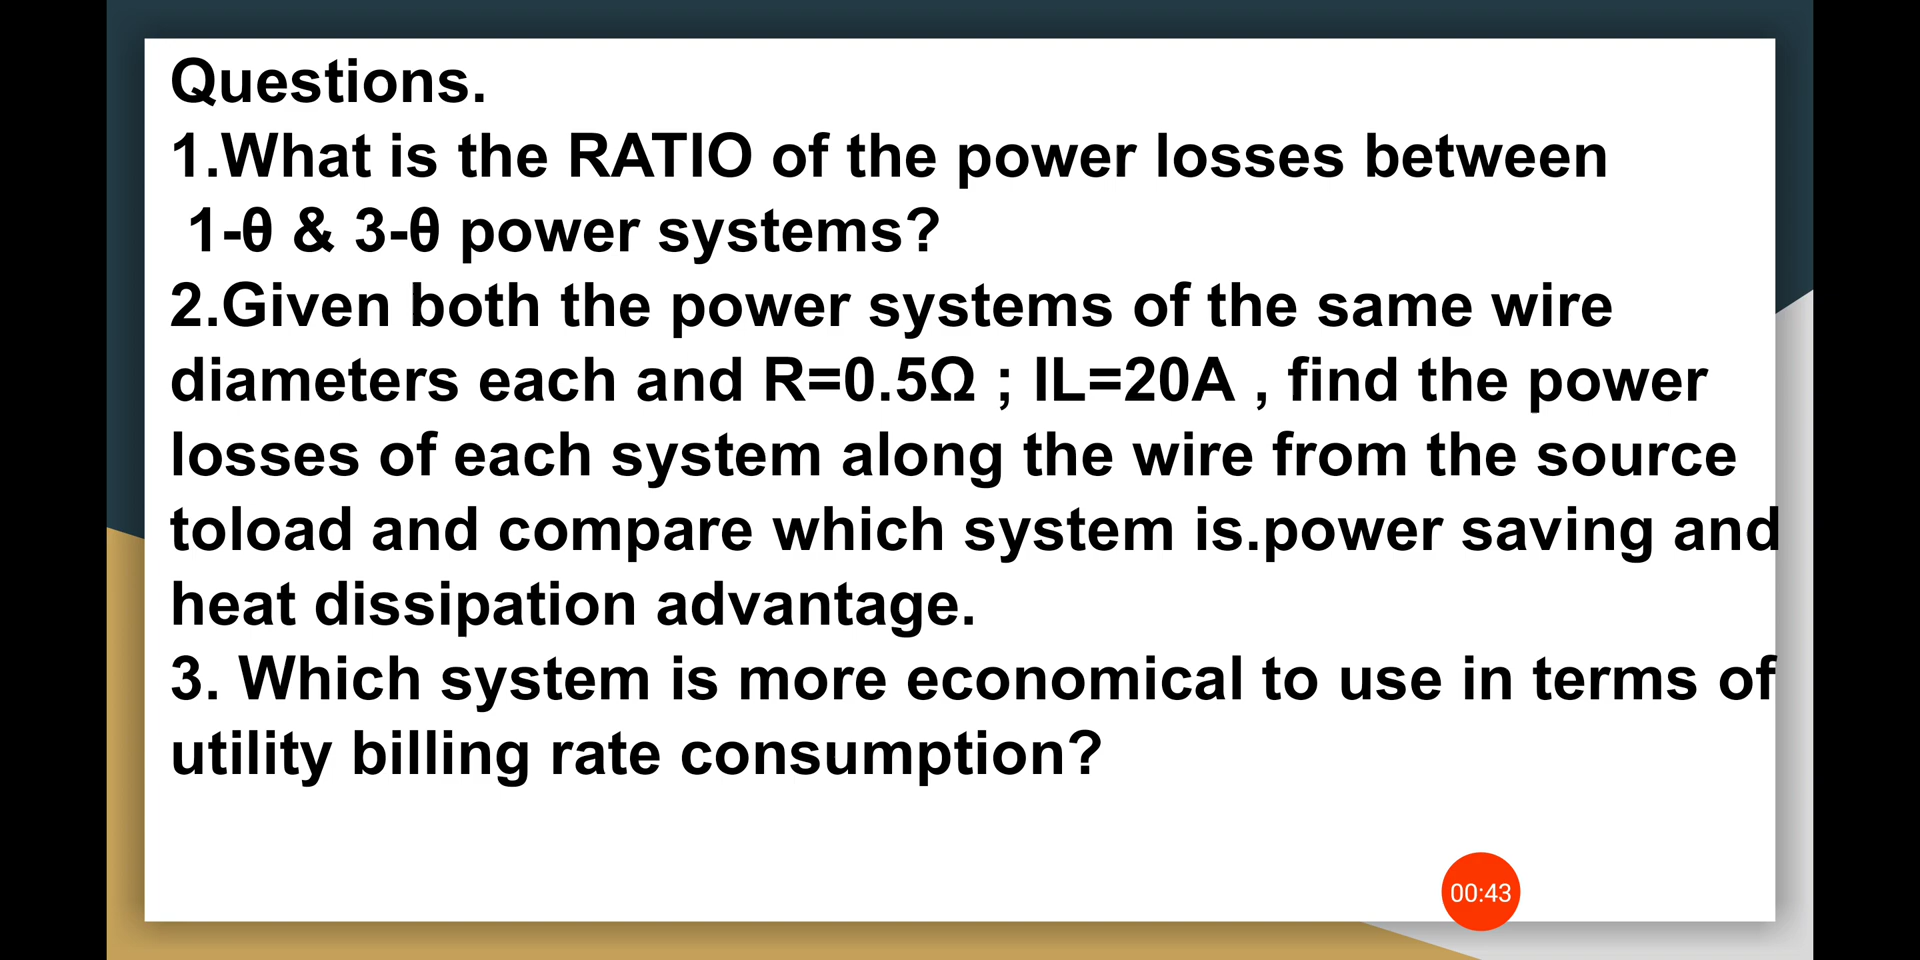 Questions.
1.What is the RATIO of the power losses between
1-θ & 3-θ power systems?
2.Given both the power systems of the same wire
diameters each and R=0.5Ω ; IL=20A , find the power
losses of each system along the wire from the source
toload and compare which system is.power saving and
heat dissipation advantage.
3. Which system is more economical to use in terms of
utility billing rate consumption?
00:43